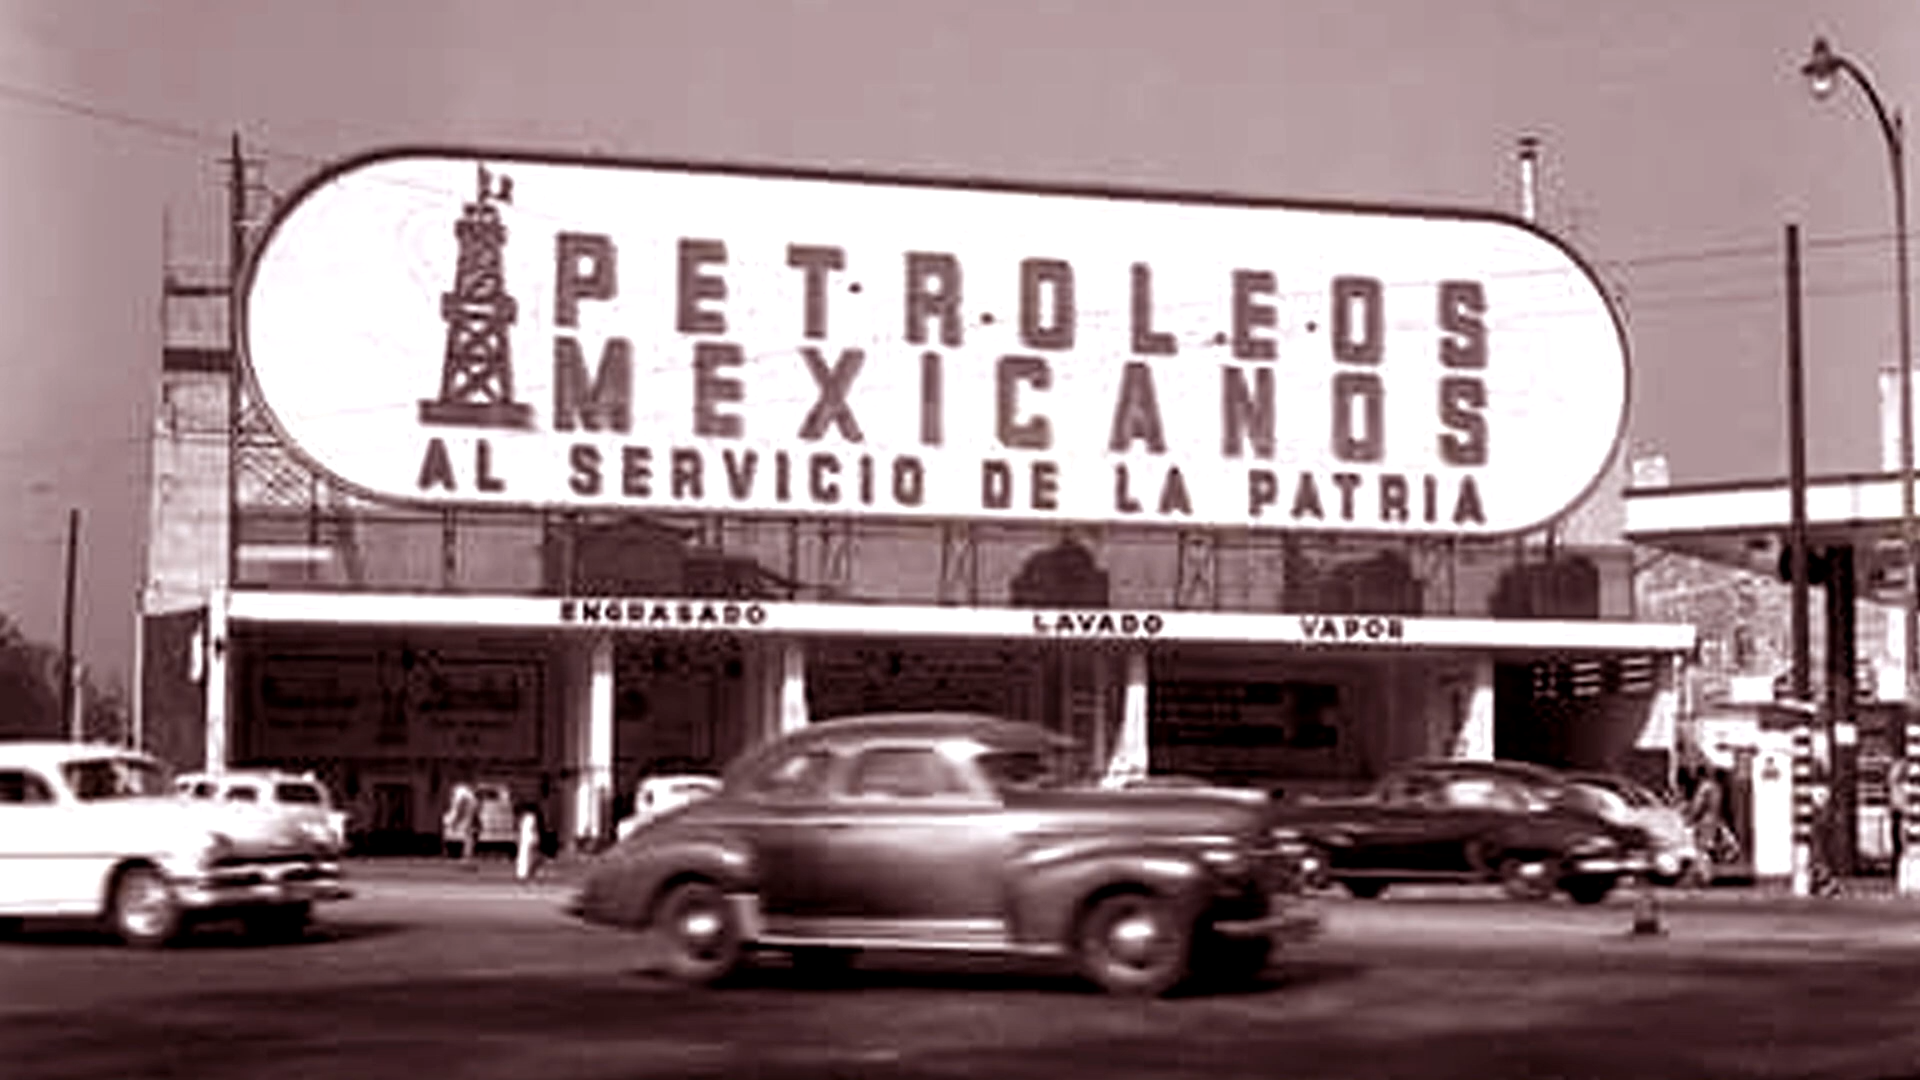 PETROLEOS
MEXICANOS
AL SERVICIO DE LA PATRIA
ENGRASADO LAVADO VAPOR